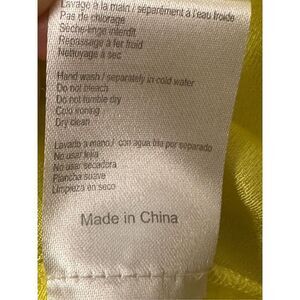 Lavage à la main / séparément à l'eau froide
Pas de chlorage
Sèche-linge interdit
Repassage à fer froid
Nettoyage à sec
Hand wash / separately in cold water
Do not bleach
Do not tumble dry
Cold ironing
Dry clean
Lavado a mano / con agua fria por separado
No usar lejia
No usar secadora
Plancha suave
Limpieza en seco
Made in China